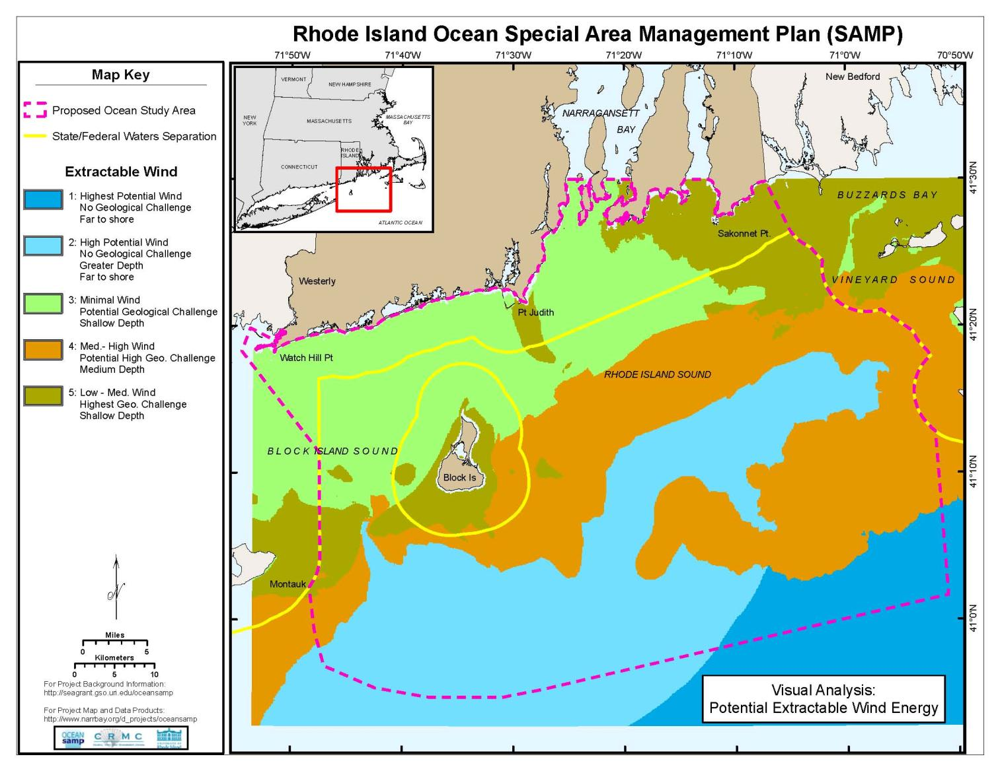 Rhode Island Ocean Special Area Management Plan (SAMP)
71°50'W 71°40'W 71°30'W 71°20'W 71°10'W 71°0'W 70°50'W
Map Key
Proposed Ocean Study Area
State/Federal Waters Separation
Extractable Wind
1: Highest Potential Wind
No Geological Challenge
Far to shore
2: High Potential Wind
No Geological Challenge
Greater Depth
Far to shore
3: Minimal Wind
Potential Geological Challenge
Shallow Depth
4: Med.- High Wind
Potential High Geo. Challenge
Medium Depth
5: Low - Med. Wind
Highest Geo. Challenge
Shallow Depth
N
Miles
0 5
Kilometers
0 5 10
For Project Background Information:
http://seagrant.gso.uri.edu/oceansamp
For Project Map and Data Products:
http://www.narrbay.org/d_projects/oceansamp
OCEAN
samp
CRMC
VERMONT
NEW HAMPSHIRE
NEW
YORK
MASSACHUSETTS
MASSACHUSETTS
BAY
RHODE
ISLAND
CONNECTICUT
ATLANTIC OCEAN
New Bedford
NARRAGANSETT
BAY
BUZZARDS BAY
Sakonnet Pt.
VINEYARD SOUND
Westerly
Pt Judith
Watch Hill Pt
RHODE ISLAND SOUND
BLOCK ISLAND SOUND
Block Is
Montauk
41°30'N
41°20'N
41°10'N
41°0'N
Visual Analysis:
Potential Extractable Wind Energy